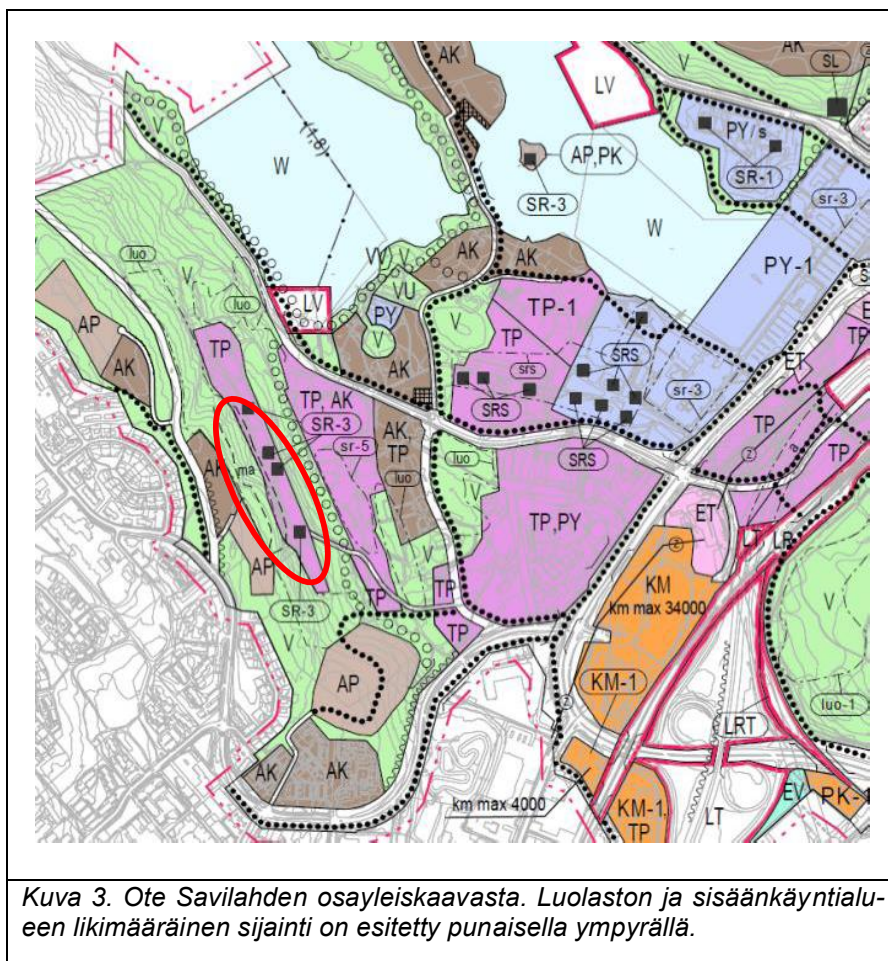 AK
SL
V
LV
PY/s
V
V
(1,8)
AP,PK
SR-1
W
SR-3
sr-3
W
AK
AK
VV
V
PY-1
luo
V
VU
luo
LV
TP-1
PY
V
TP
AP
V
ET
TP
AK
SRS
TP
srs
AK
TP, AK
sr-3
SRS
SR-3
TP
AK,
TP
sr-5
SRS
TP
luo
luo
AK
ma
V
ET
TP,PY
LT
LR
V
AP
V
KM
km max 34000
TP
TP
SR-3
TP
V
KM-1
AP
luo-1
LRT
AK
AK
EV
PK-1
km max 4000
KM-1,
TP
LT
Kuva 3. Ote Savilahden osayleiskaavasta. Luolaston ja sisäänkäyntialu-
een likimääräinen sijainti on esitetty punaisella ympyrällä.